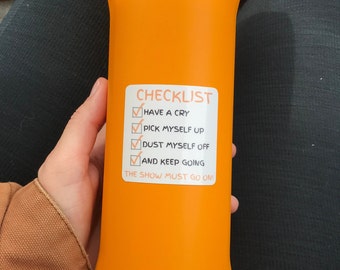 CHECKLIST
HAVE A CRY
PICK MYSELF UP
DUST MYSELF OFF
AND KEEP GOING
THE SHOW MUST GO ON!